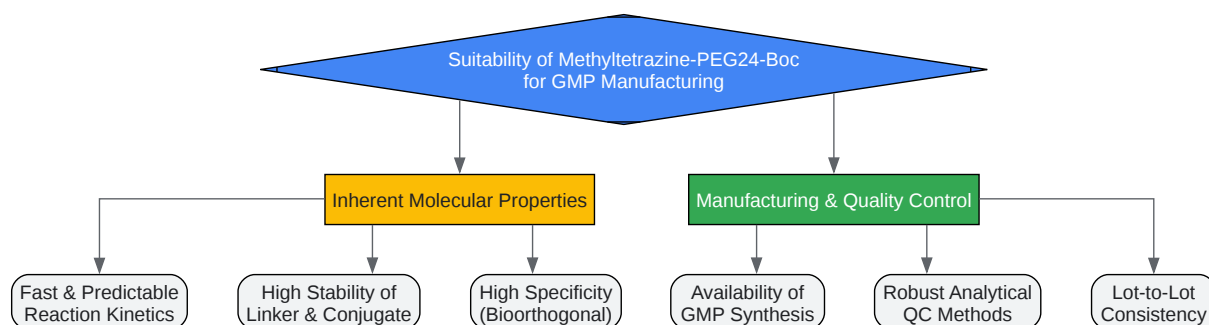 Suitability of Methyltetrazine-PEG24-Boc
for GMP Manufacturing
Inherent Molecular Properties
Manufacturing & Quality Control
Fast & Predictable
Reaction Kinetics
High Stability of
Linker & Conjugate
High Specificity
(Bioorthogonal)
Availability of
GMP Synthesis
Robust Analytical
QC Methods
Lot-to-Lot
Consistency